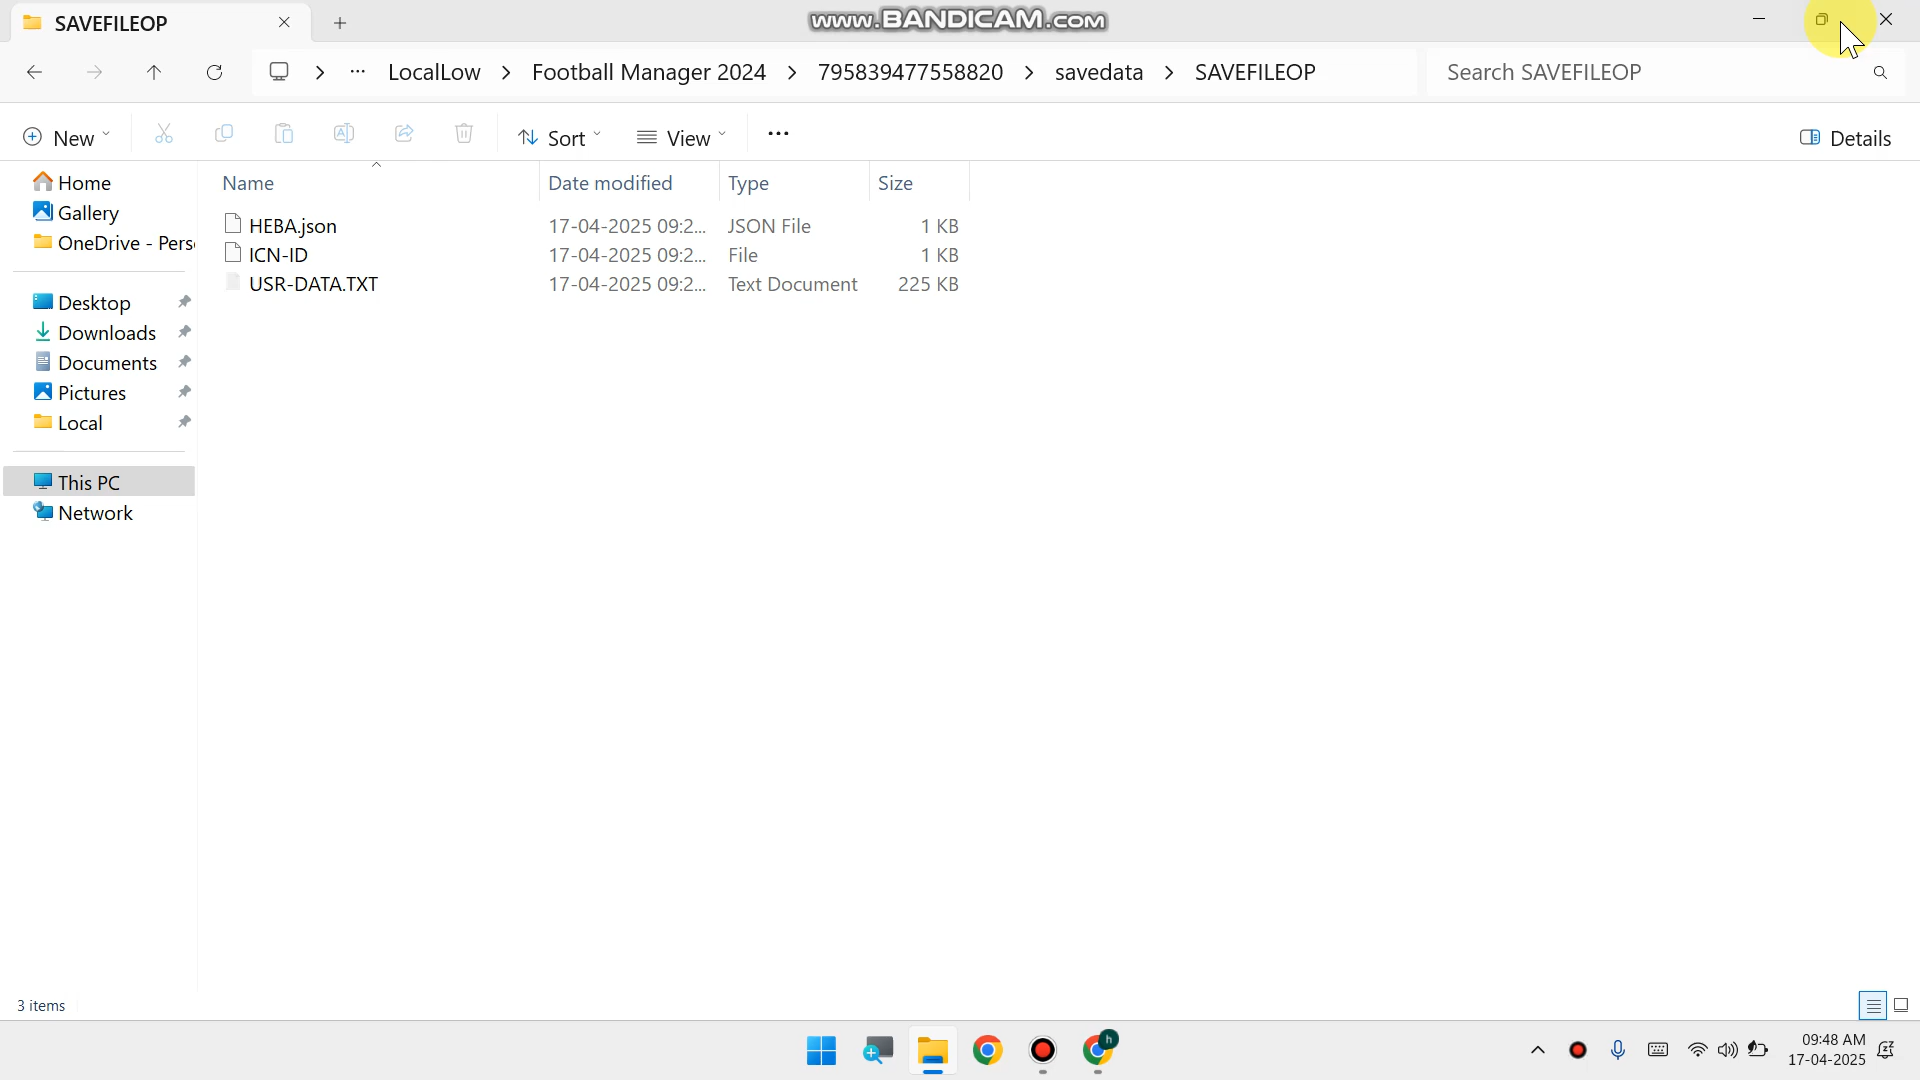 SAVEFILEOP
www.BANDICAM.COM
LocalLow > Football Manager 2024 > 795839477558820 > savedata > SAVEFILEOP
Search SAVEFILEOP
New
Sort
View
Details
Home
Gallery
OneDrive - Pers
Desktop
Downloads
Documents
Pictures
Local
This PC
Network
Name Date modified Type Size
HEBA.json 17-04-2025 09:2... JSON File 1 KB
ICN-ID 17-04-2025 09:2... File 1 KB
USR-DATA.TXT 17-04-2025 09:2... Text Document 225 KB
3 items
h
09:48 AM
17-04-2025